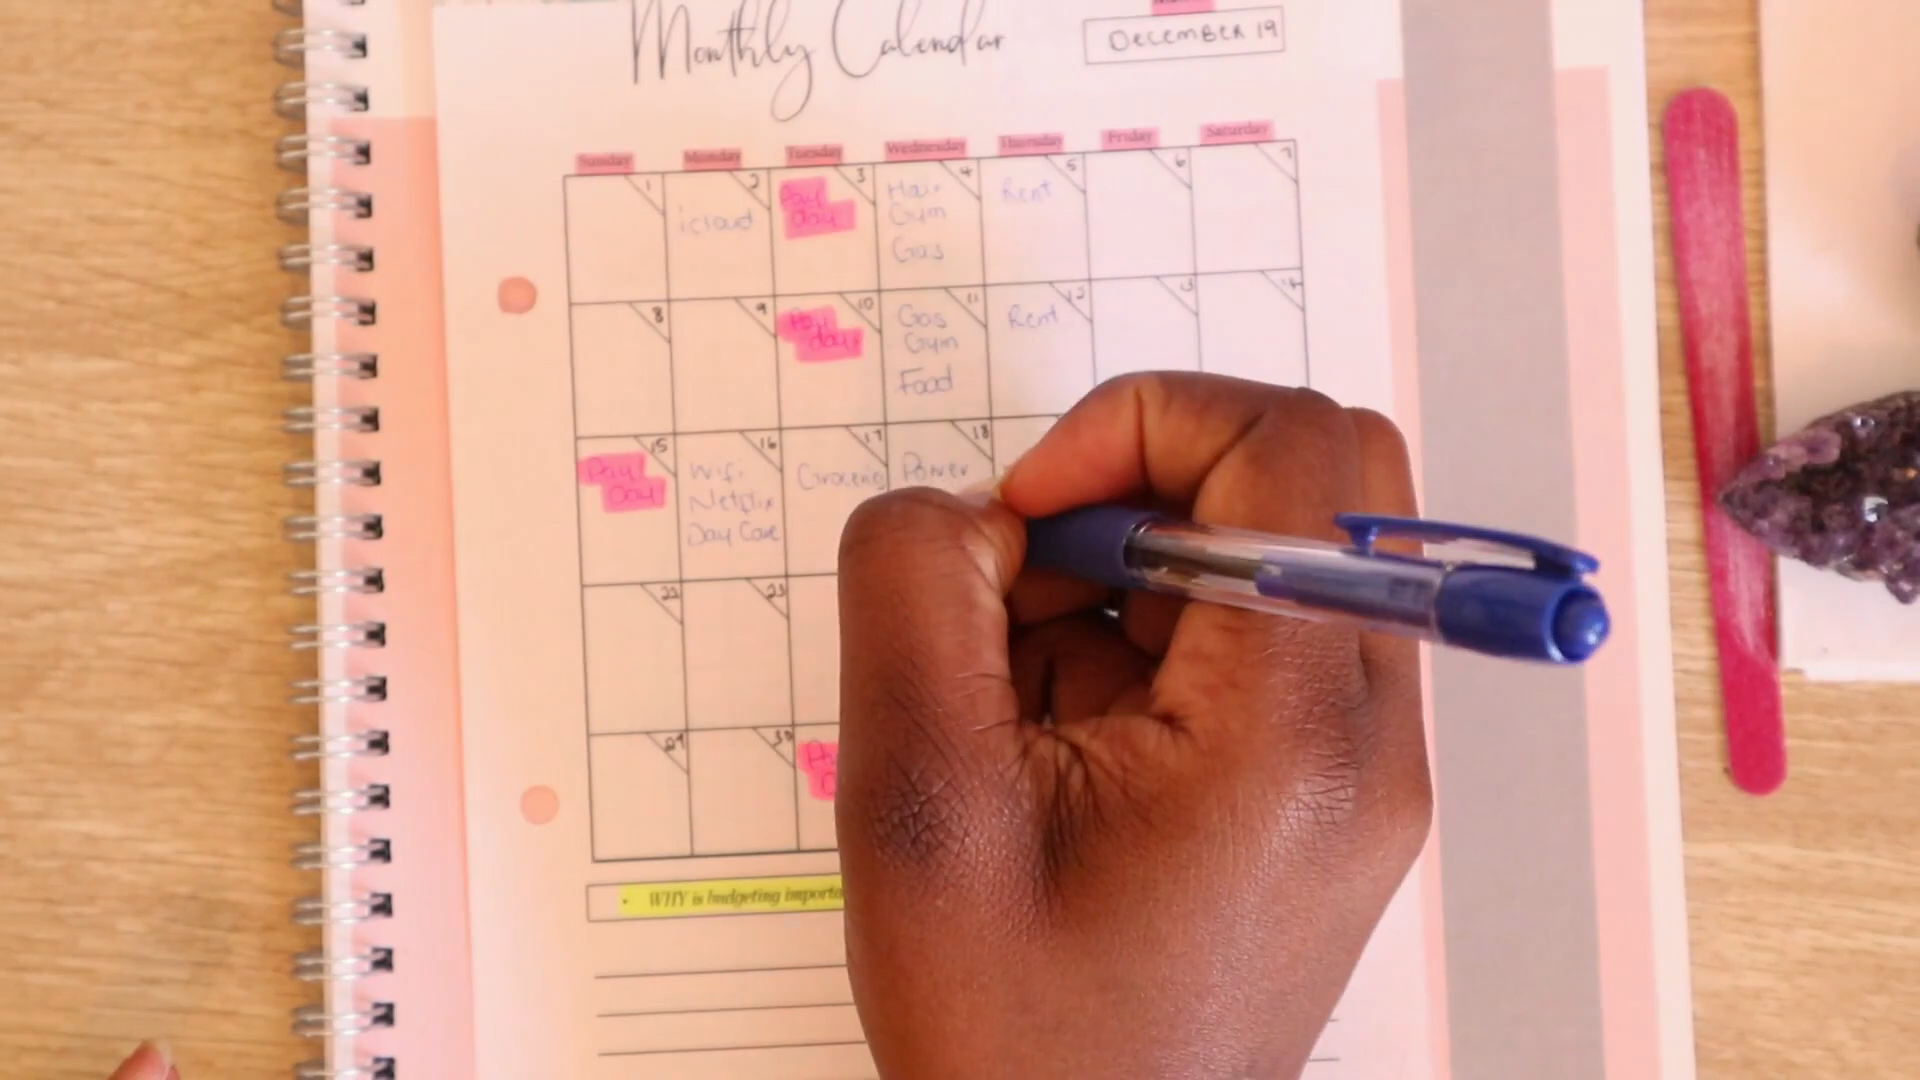 Monthly Calendar
DECEMBER 19
Sunday Monday Tuesday Wednesday Thursday Friday Saturday
1 2 3 4 5 6 7
icloud
Pay
day
Hair
Gym
Gas
Rent
8 9 10 11 12 13 14
Pay
day
Gas
Gym
Food
Rent
15 16 17 18
Pay
Day
Wifi
Netflix
Day Care
Power
22 23
29 30
WHY is budgeting